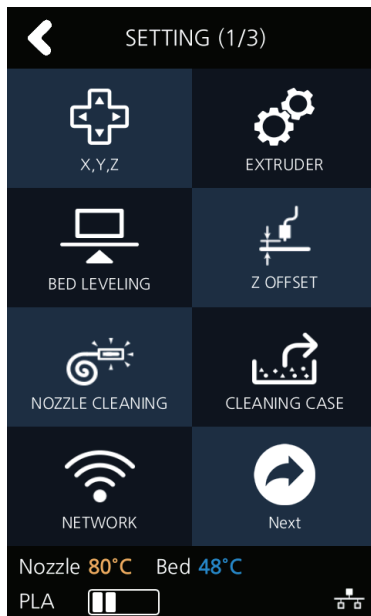 SETTING (1/3)
X,Y,Z
EXTRUDER
BED LEVELING
Z OFFSET
NOZZLE CLEANING
CLEANING CASE
NETWORK
Next
Nozzle 80°C Bed 48°C
PLA